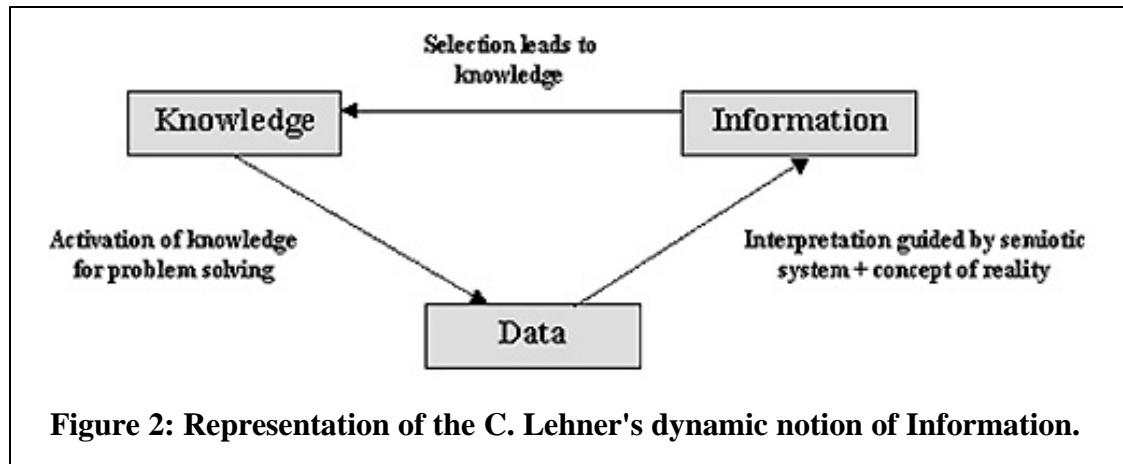 Selection leads to
knowledge
Knowledge
Information
Activation of knowledge
for problem solving
Interpretation guided by semiotic
system + concept of reality
Data
Figure 2: Representation of the C. Lehner's dynamic notion of Information.